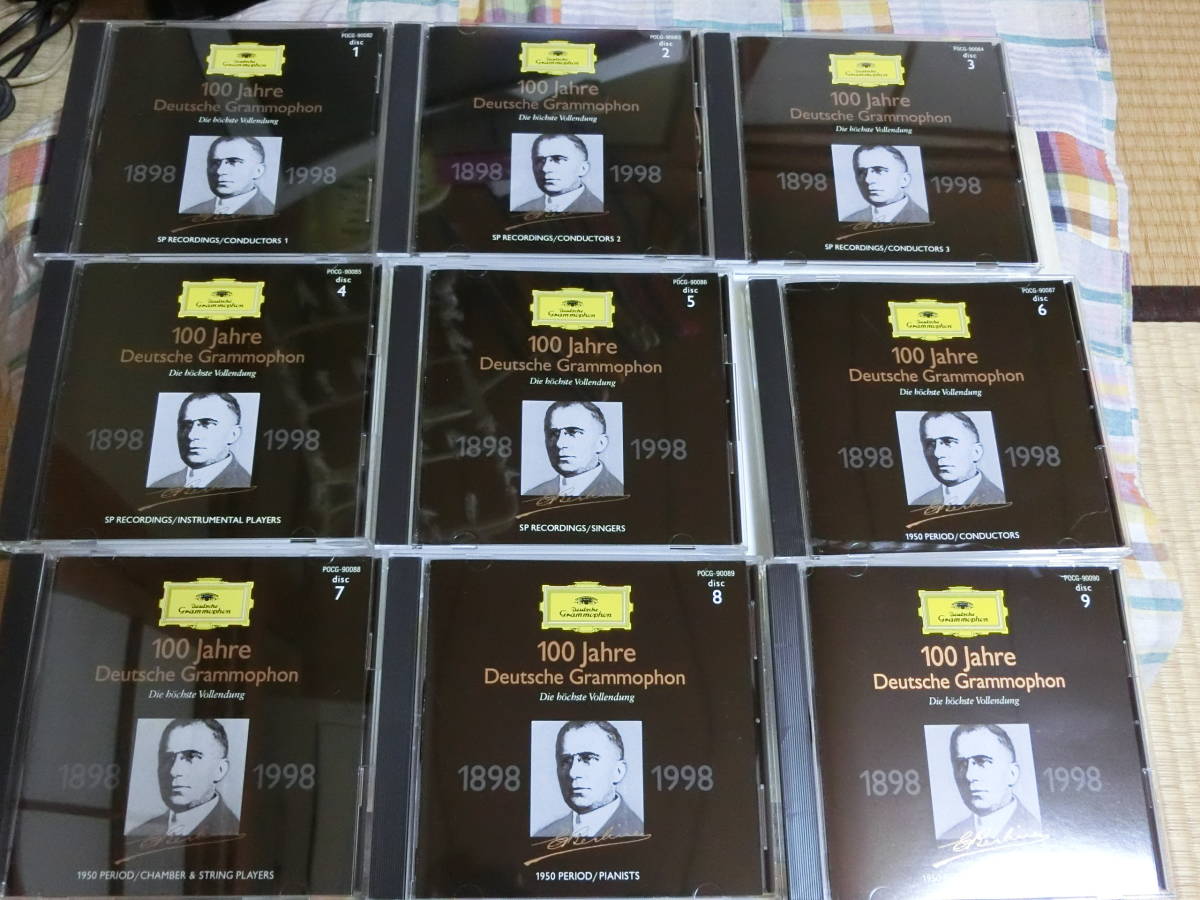 POCG-90082
disc
1
Deutsche
Grammophon
100 Jahre
Deutsche Grammophon
Die höchste Vollendung
1898 1998
SP RECORDINGS/CONDUCTORS 1
POCG-90083
disc
2
Deutsche
Grammophon
100 Jahre
Deutsche Grammophon
Die höchste Vollendung
1898 1998
SP RECORDINGS/CONDUCTORS 2
POCG-90084
disc
3
Deutsche
Grammophon
100 Jahre
Deutsche Grammophon
Die höchste Vollendung
1898 1998
SP RECORDINGS/CONDUCTORS 3
POCG-90085
disc
4
Deutsche
Grammophon
100 Jahre
Deutsche Grammophon
Die höchste Vollendung
1898 1998
SP RECORDINGS/INSTRUMENTAL PLAYERS
POCG-90086
disc
5
Deutsche
Grammophon
100 Jahre
Deutsche Grammophon
Die höchste Vollendung
1898 1998
SP RECORDINGS/SINGERS
POCG-90087
disc
6
Deutsche
Grammophon
100 Jahre
Deutsche Grammophon
Die höchste Vollendung
1898 1998
1950 PERIOD/CONDUCTORS
POCG-90088
disc
7
Deutsche
Grammophon
100 Jahre
Deutsche Grammophon
Die höchste Vollendung
1898 1998
1950 PERIOD/CHAMBER & STRING PLAYERS
POCG-90089
disc
8
Deutsche
Grammophon
100 Jahre
Deutsche Grammophon
Die höchste Vollendung
1898 1998
1950 PERIOD/PIANISTS
POCG-90090
disc
9
Deutsche
Grammophon
100 Jahre
Deutsche Grammophon
Die höchste Vollendung
1898 1998